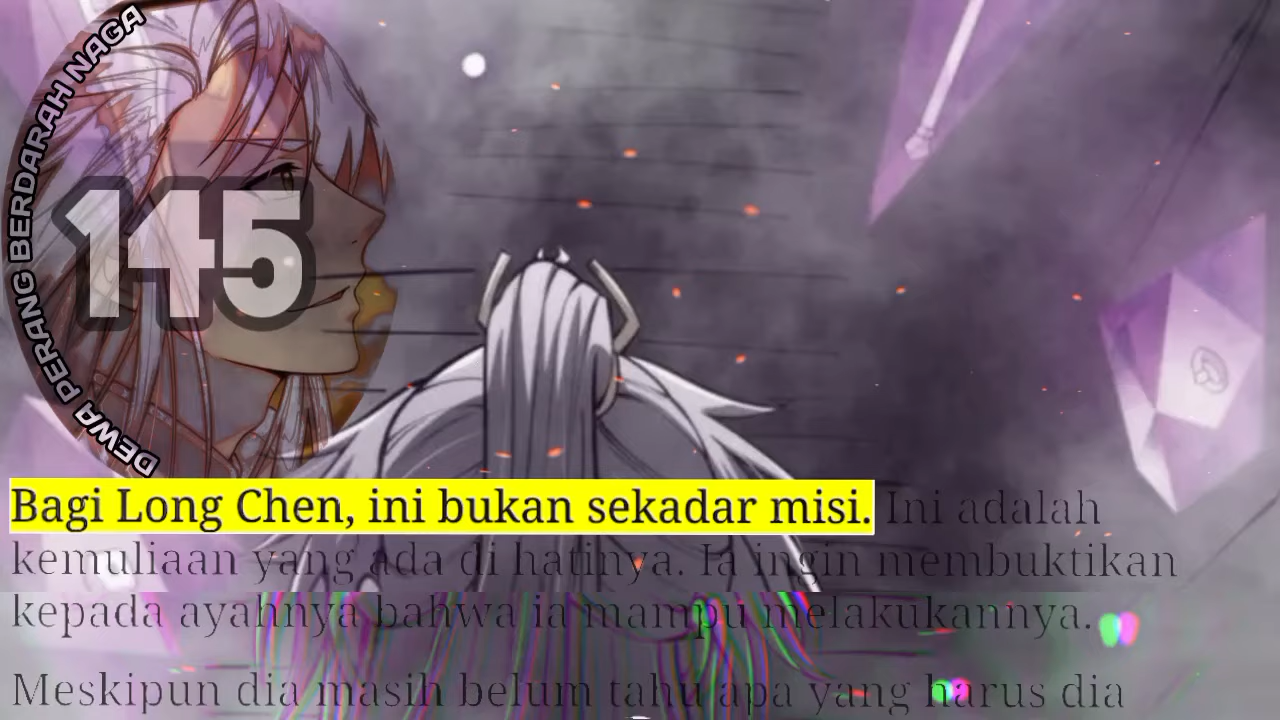 DEWA PERANG BERDARAH NAGA
145
Bagi Long Chen, ini bukan sekadar misi. Ini adalah
kemuliaan yang ada di hatinya. Ia ingin membuktikan
kepada ayahnya bahwa ia mampu melakukannya.
Meskipun dia masih belum tahu apa yang harus dia